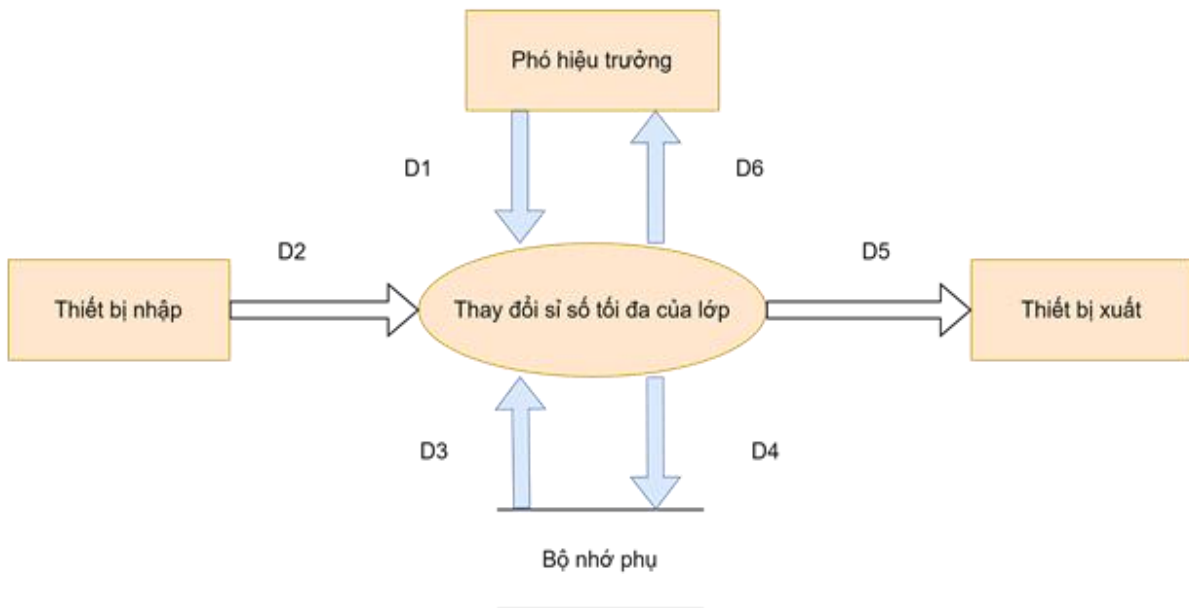 Phó hiệu trưởng
D1
D6
D2
D5
Thiết bị nhập
Thay đổi sỉ số tối đa của lớp
Thiết bị xuất
D3
D4
Bộ nhớ phụ